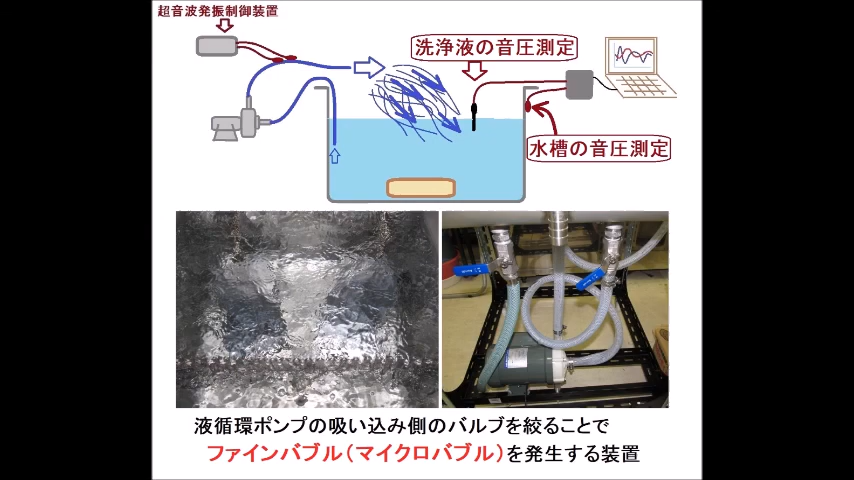 超音波発振制御装置
洗浄液の音圧測定
水槽の音圧測定
液循環ポンプの吸い込み側のバルブを絞ることで
ファインバブル（マイクロバブル）を発生する装置